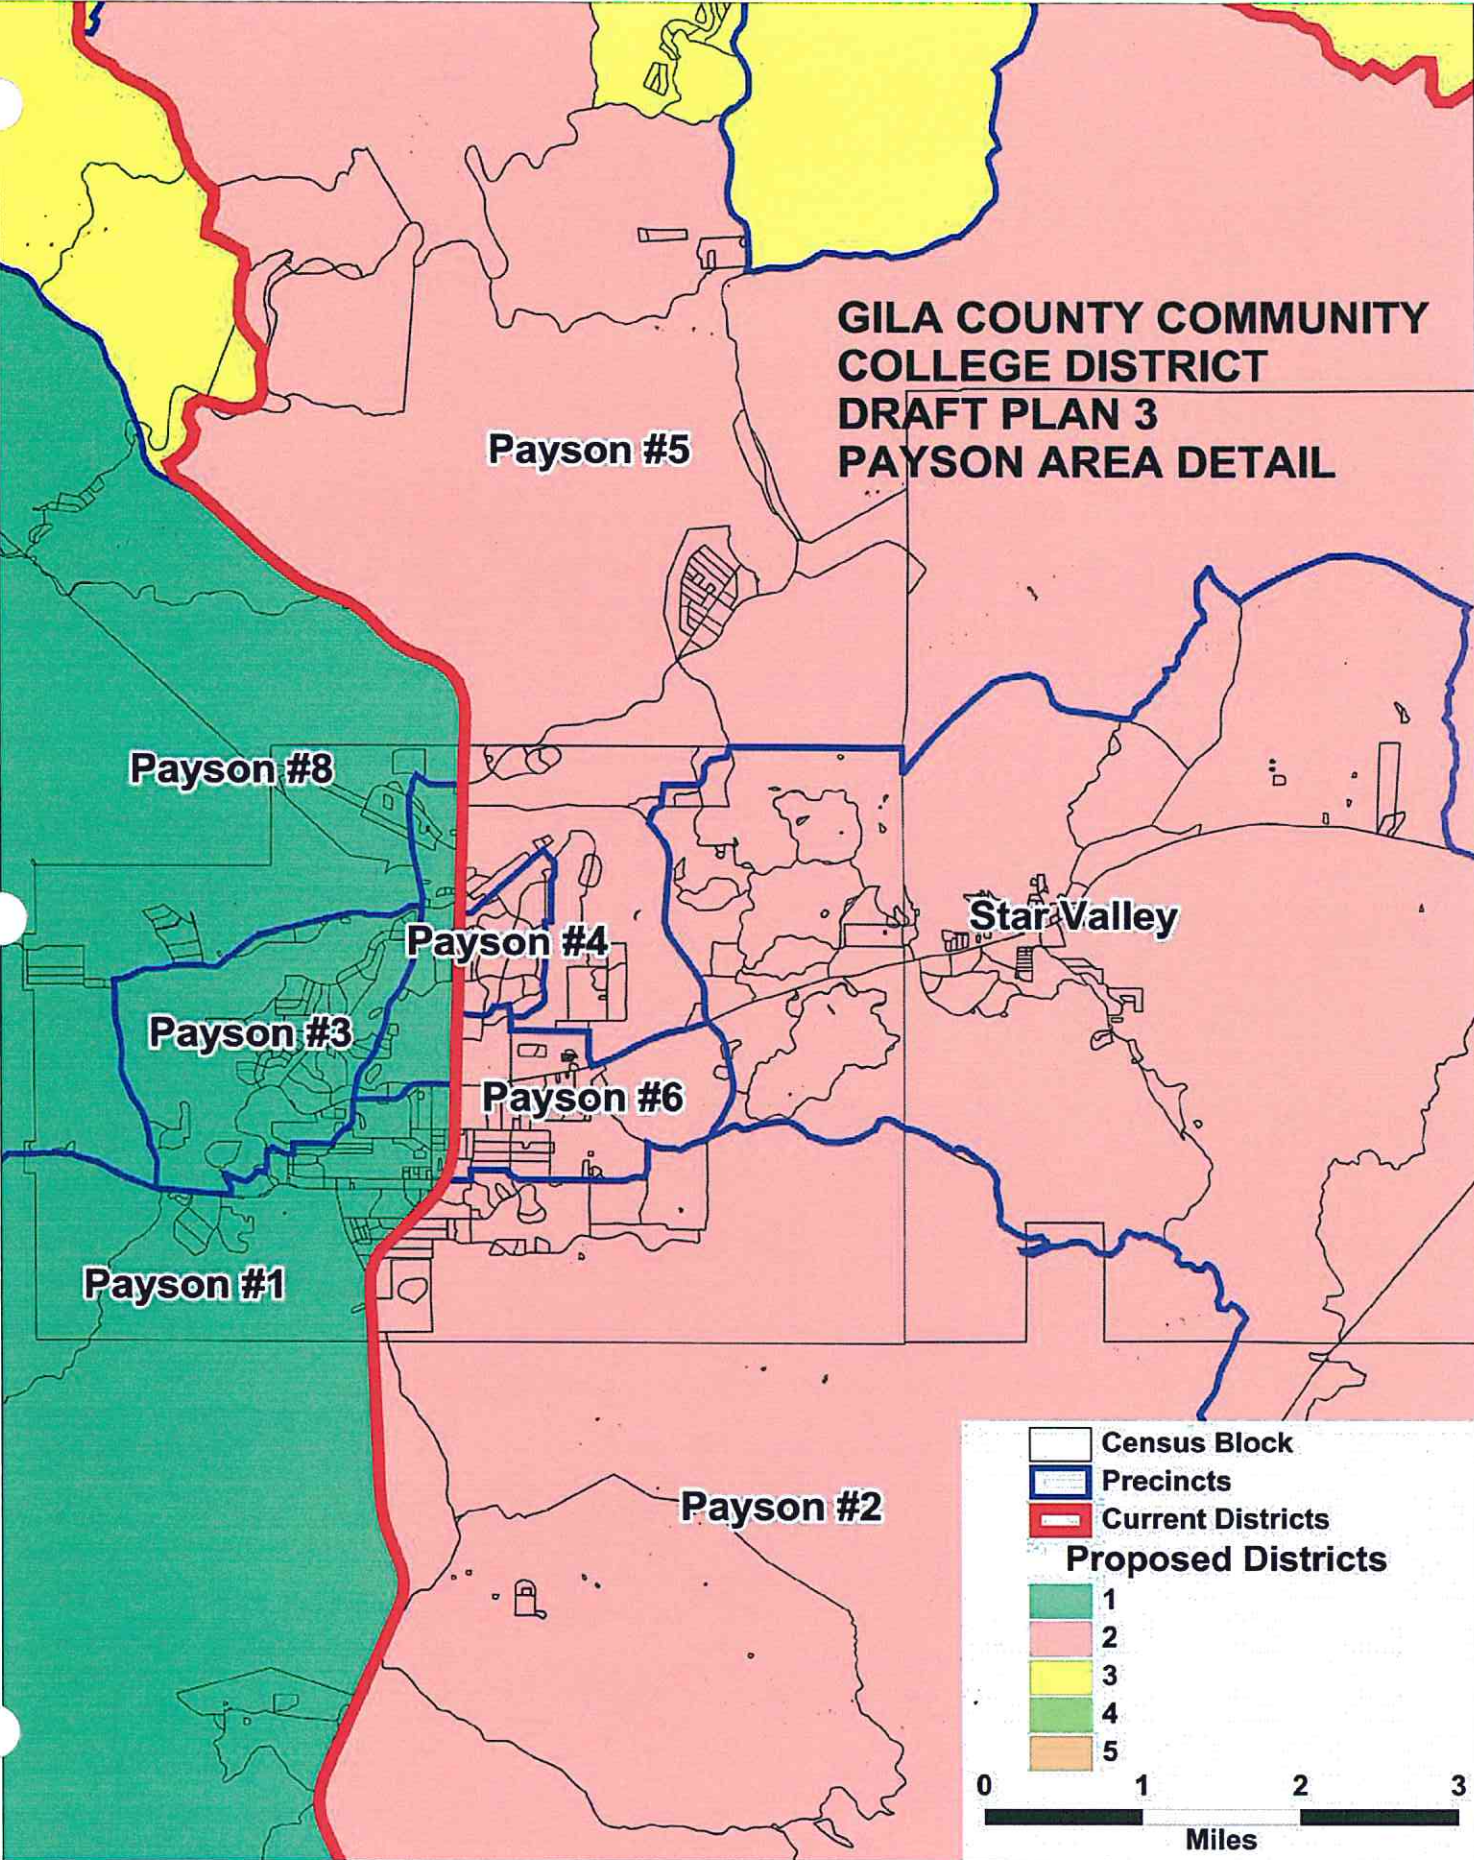 GILA COUNTY COMMUNITY
COLLEGE DISTRICT
DRAFT PLAN 3
PAYSON AREA DETAIL
Payson #5
Payson #8
Star Valley
Payson #4
Payson #3
Payson #6
Payson #1
Payson #2
Census Block
Precincts
Current Districts
Proposed Districts
1
2
3
4
5
0 1 2 3
Miles